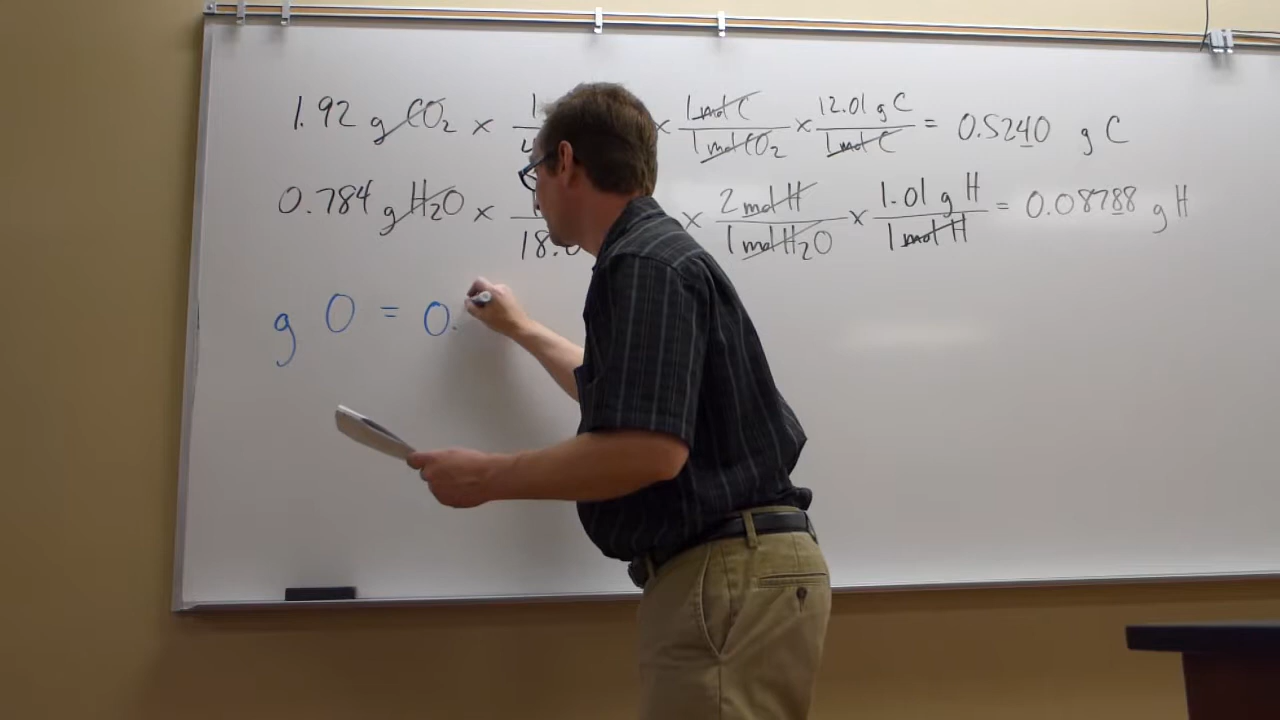 1.92 g CO₂ × 1 × 1 mol C / 1 mol CO₂ × 12.01 g C / 1 mol C = 0.5240 g C
0.784 g H₂O × 18.0 × 2 mol H / 1 mol H₂O × 1.01 g H / 1 mol H = 0.08788 g H
g O = 0.